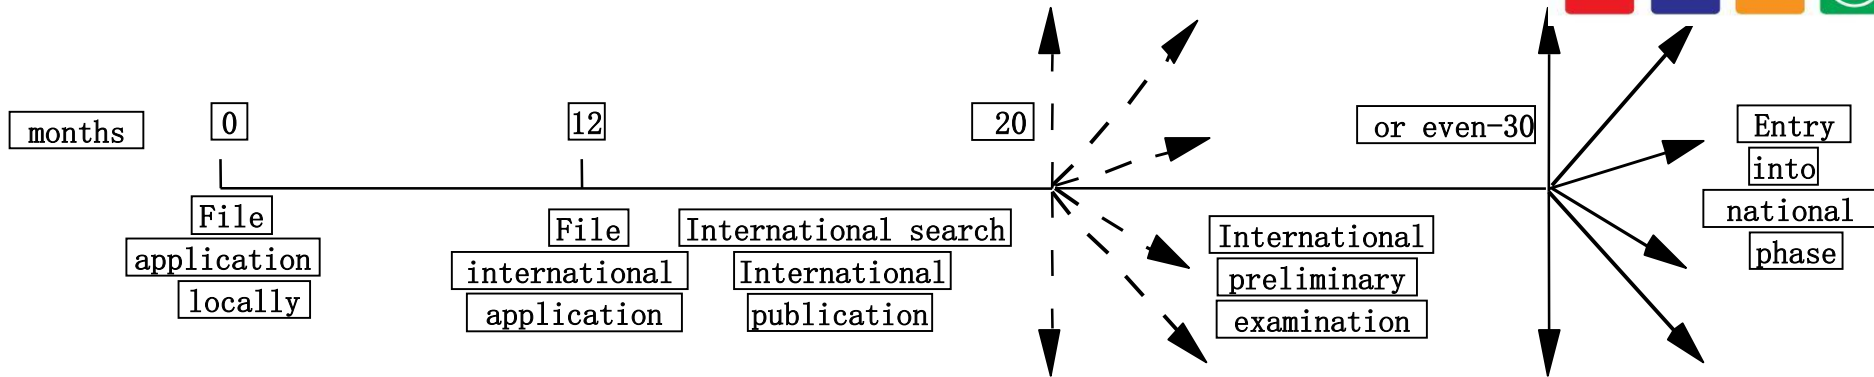 months
0
12
20
or even-30
File
application
locally
File
international
application
International search
International
publication
International
preliminary
examination
Entry
into
national
phase